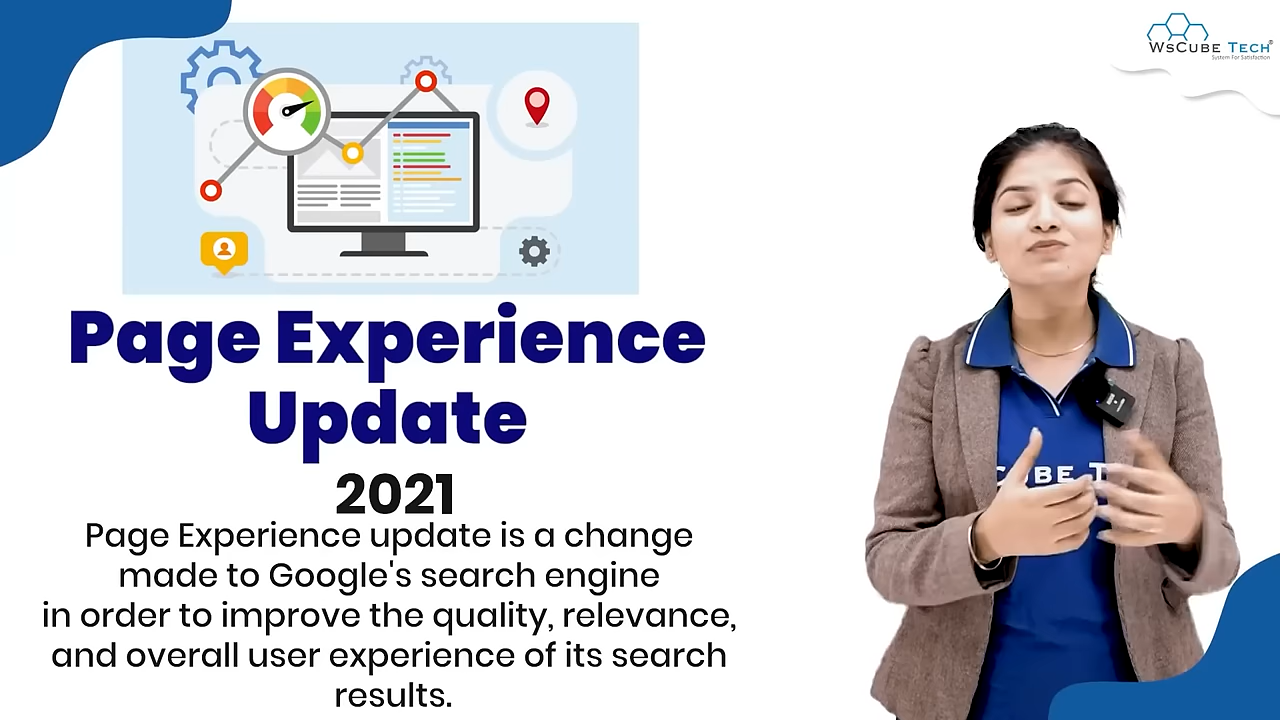 WsCube Tech®
System For Satisfaction
Page Experience
Update
2021
Page Experience update is a change
made to Google's search engine
in order to improve the quality, relevance,
and overall user experience of its search
results.
CUBE T